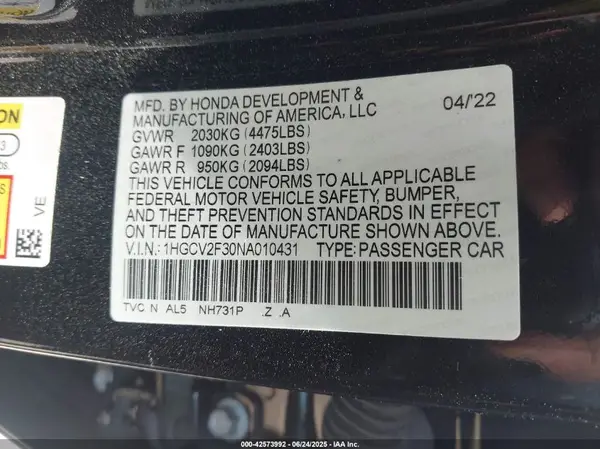 MFD. BY HONDA DEVELOPMENT &
MANUFACTURING OF AMERICA, LLC
04/'22
GVWR 2030KG (4475LBS)
GAWR F 1090KG (2403LBS)
GAWR R 950KG (2094LBS)
THIS VEHICLE CONFORMS TO ALL APPLICABLE
FEDERAL MOTOR VEHICLE SAFETY, BUMPER,
AND THEFT PREVENTION STANDARDS IN EFFECT
ON THE DATE OF MANUFACTURE SHOWN ABOVE.
V.I.N.: 1HGCV2F30NA010431 TYPE: PASSENGER CAR
TVC N AL5 NH731P .Z .A
VE
3
000-42573992 | 06/24/2025 - IAA Inc.